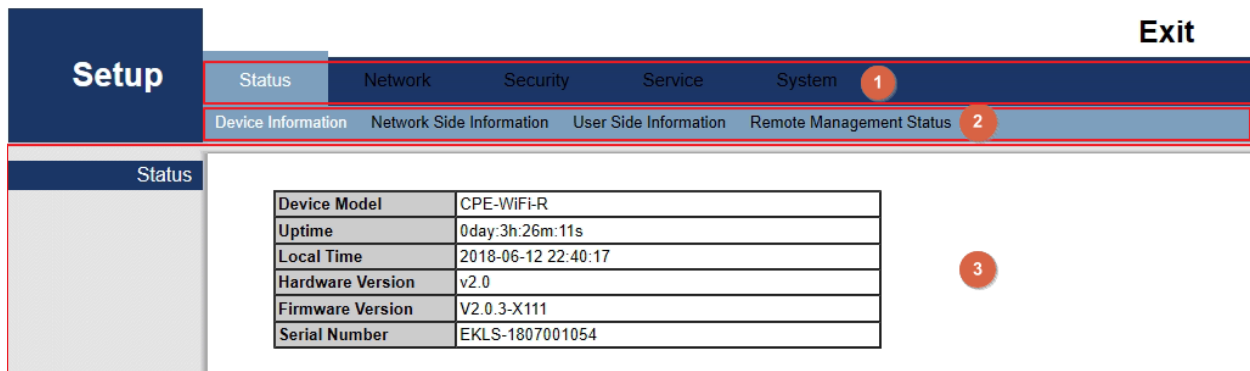 Exit
Setup
Status Network Security Service System 1
Device Information Network Side Information User Side Information Remote Management Status 2
Status
Device Model CPE-WiFi-R
Uptime 0day:3h:26m:11s
Local Time 2018-06-12 22:40:17
Hardware Version v2.0
Firmware Version V2.0.3-X111
Serial Number EKLS-1807001054
3